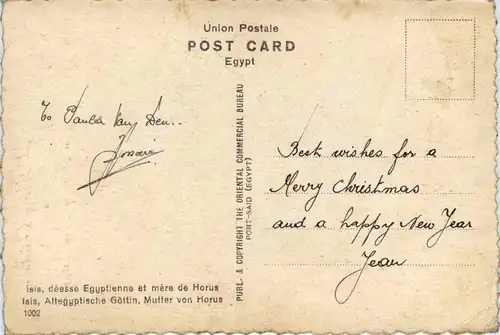 Union Postale
POST CARD
Egypt
To Paula Van Den..
Best wishes for a
Merry Christmas
and a happy New Year
Jean
PUBL. & COPYRIGHT THE ORIENTAL COMMERCIAL BUREAU
PORT-SAID (EGYPT)
Isis, déesse Egyptienne et mère de Horus
Isis, Altegyptische Göttin, Mutter von Horus
1002